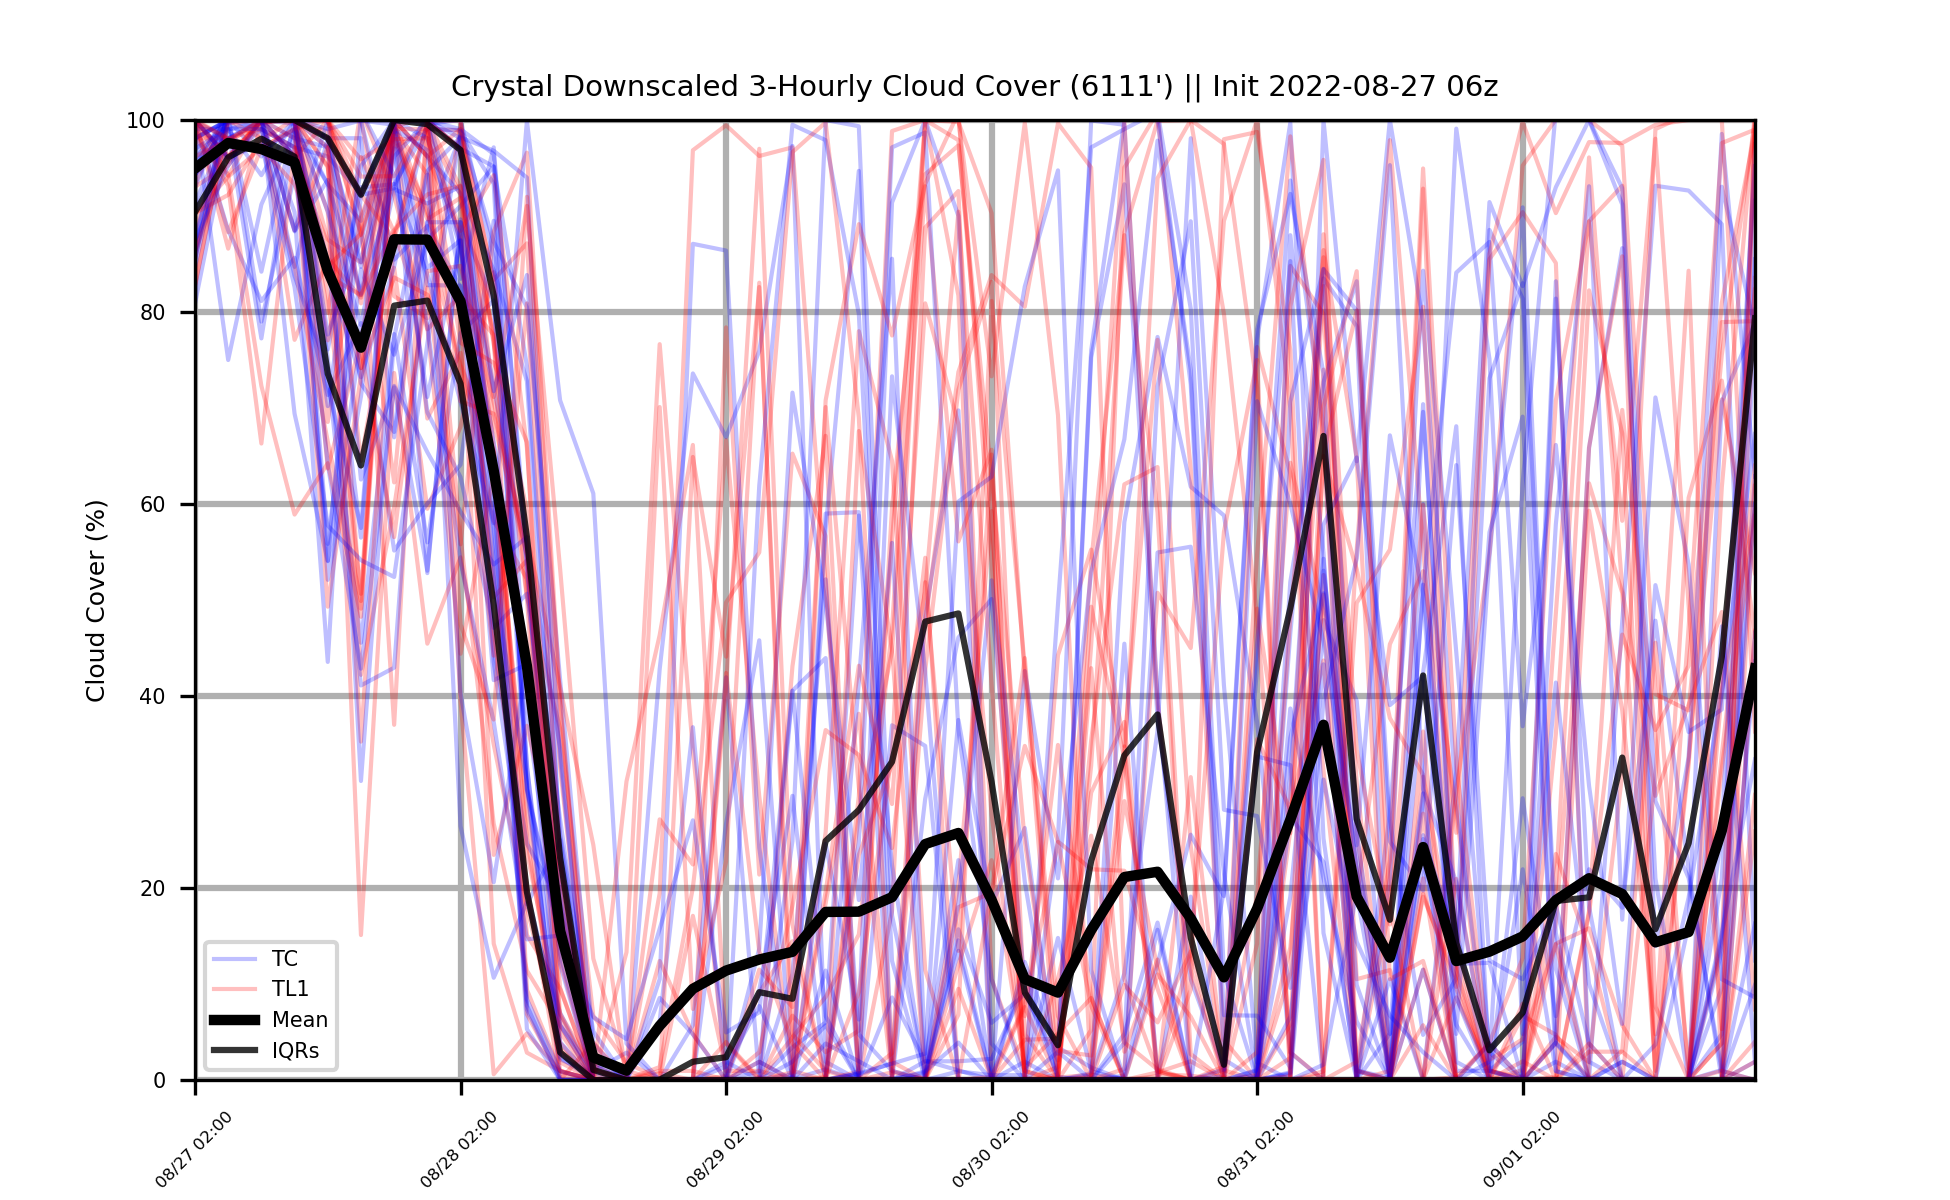 Crystal Downscaled 3-Hourly Cloud Cover (6111') || Init 2022-08-27 06z
Cloud Cover (%)
100
80
60
40
20
0
TC
TL1
Mean
IQRs
08/27 02:00
08/28 02:00
08/29 02:00
08/30 02:00
08/31 02:00
09/01 02:00